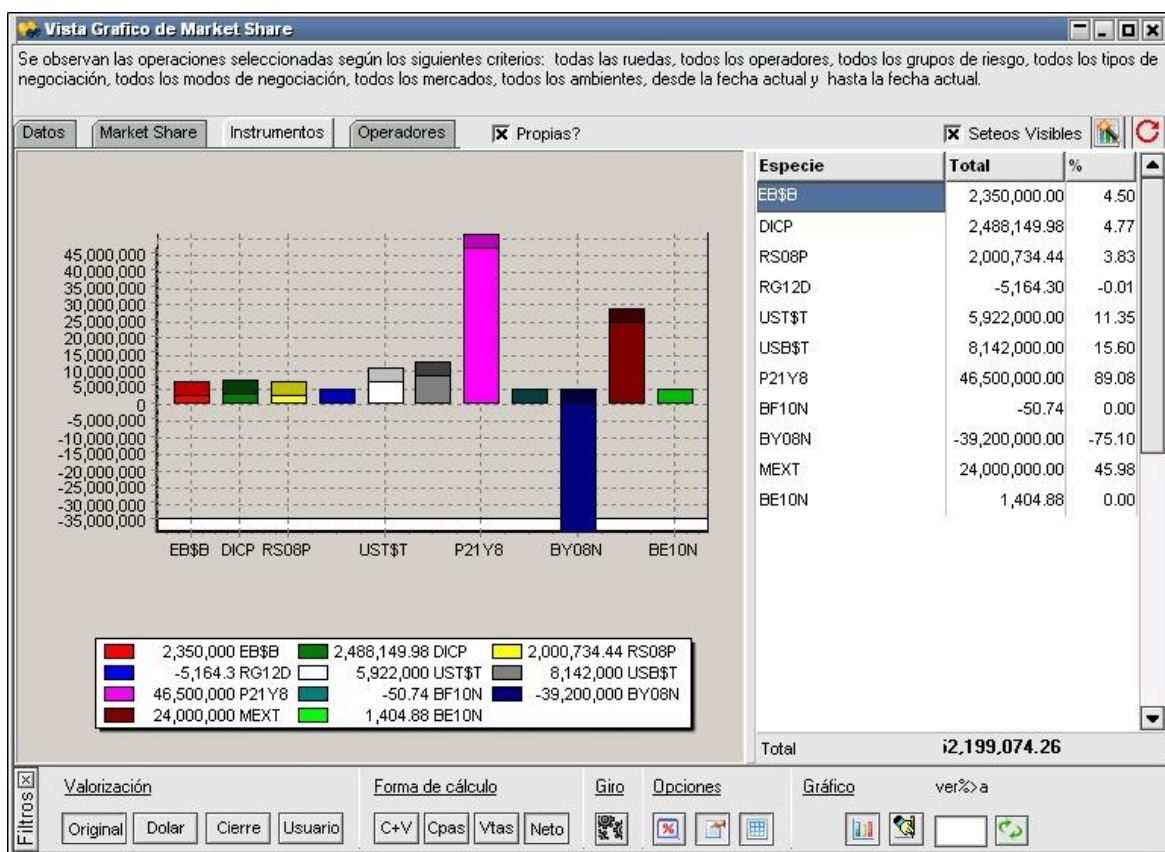 Vista Grafico de Market Share
Se observan las operaciones seleccionadas según los siguientes criterios: todas las ruedas, todos los operadores, todos los grupos de riesgo, todos los tipos de
negociación, todos los modos de negociación, todos los mercados, todos los ambientes, desde la fecha actual y hasta la fecha actual.
Datos Market Share Instrumentos Operadores Propias? Seteos Visibles
45,000,000
40,000,000
35,000,000
30,000,000
25,000,000
20,000,000
15,000,000
10,000,000
5,000,000
0
-5,000,000
-10,000,000
-15,000,000
-20,000,000
-25,000,000
-30,000,000
-35,000,000
EB$B DICP RS08P UST$T P21Y8 BY08N BE10N
2,350,000 EB$B 2,488,149.98 DICP 2,000,734.44 RS08P
-5,164.3 RG12D 5,922,000 UST$T 8,142,000 USB$T
46,500,000 P21Y8 -50.74 BF10N -39,200,000 BY08N
24,000,000 MEXT 1,404.88 BE10N
Especie Total %
EB$B 2,350,000.00 4.50
DICP 2,488,149.98 4.77
RS08P 2,000,734.44 3.83
RG12D -5,164.30 -0.01
UST$T 5,922,000.00 11.35
USB$T 8,142,000.00 15.60
P21Y8 46,500,000.00 89.08
BF10N -50.74 0.00
BY08N -39,200,000.00 -75.10
MEXT 24,000,000.00 45.98
BE10N 1,404.88 0.00
Total 2,199,074.26
Filtros
Valorización Forma de cálculo Giro Opciones Gráfico ver%>a
Original Dolar Cierre Usuario C+V Cpas Vtas Neto